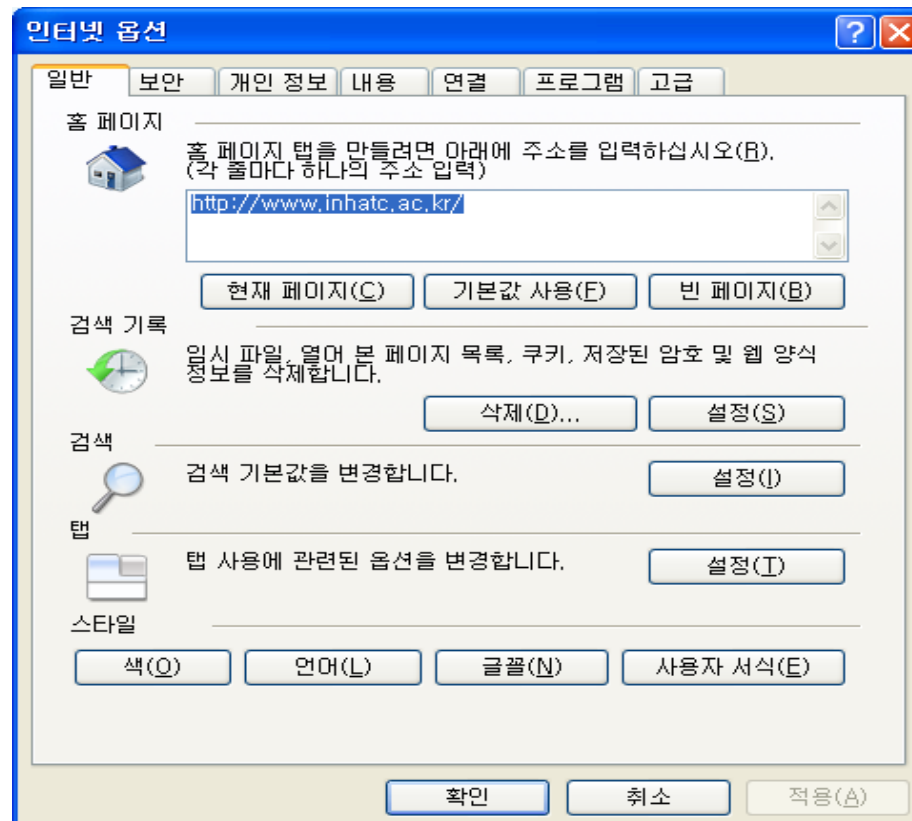 인터넷 옵션
일반 보안 개인 정보 내용 연결 프로그램 고급
홈 페이지
홈 페이지 탭을 만들려면 아래에 주소를 입력하십시오(R).
(각 줄마다 하나의 주소 입력)
http://www.inhatc.ac.kr/
현재 페이지(C) 기본값 사용(F) 빈 페이지(B)
검색 기록
임시 파일, 열어 본 페이지 목록, 쿠키, 저장된 암호 및 웹 양식
정보를 삭제합니다.
삭제(D)... 설정(S)
검색
검색 기본값을 변경합니다. 설정(I)
탭
탭 사용에 관련된 옵션을 변경합니다. 설정(T)
스타일
색(O) 언어(L) 글꼴(N) 사용자 서식(E)
확인 취소 적용(A)